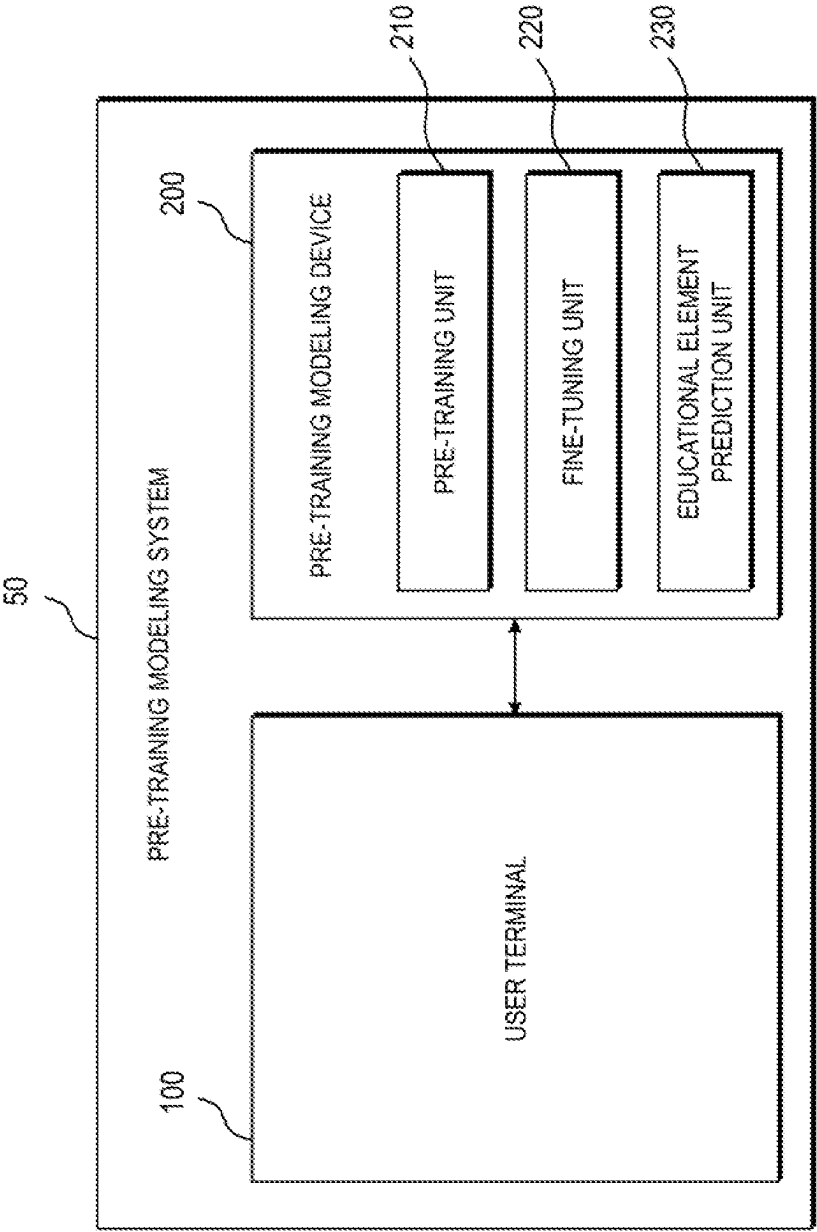 50
PRE-TRAINING MODELING SYSTEM
100
USER TERMINAL
200
PRE-TRAINING MODELING DEVICE
PRE-TRAINING UNIT
210
FINE-TUNING UNIT
220
EDUCATIONAL ELEMENT
PREDICTION UNIT
230